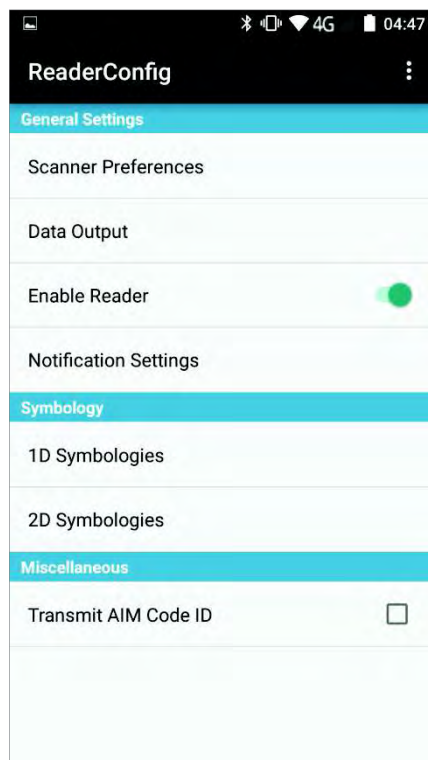 4G 04:47
ReaderConfig
General Settings
Scanner Preferences
Data Output
Enable Reader
Notification Settings
Symbology
1D Symbologies
2D Symbologies
Miscellaneous
Transmit AIM Code ID